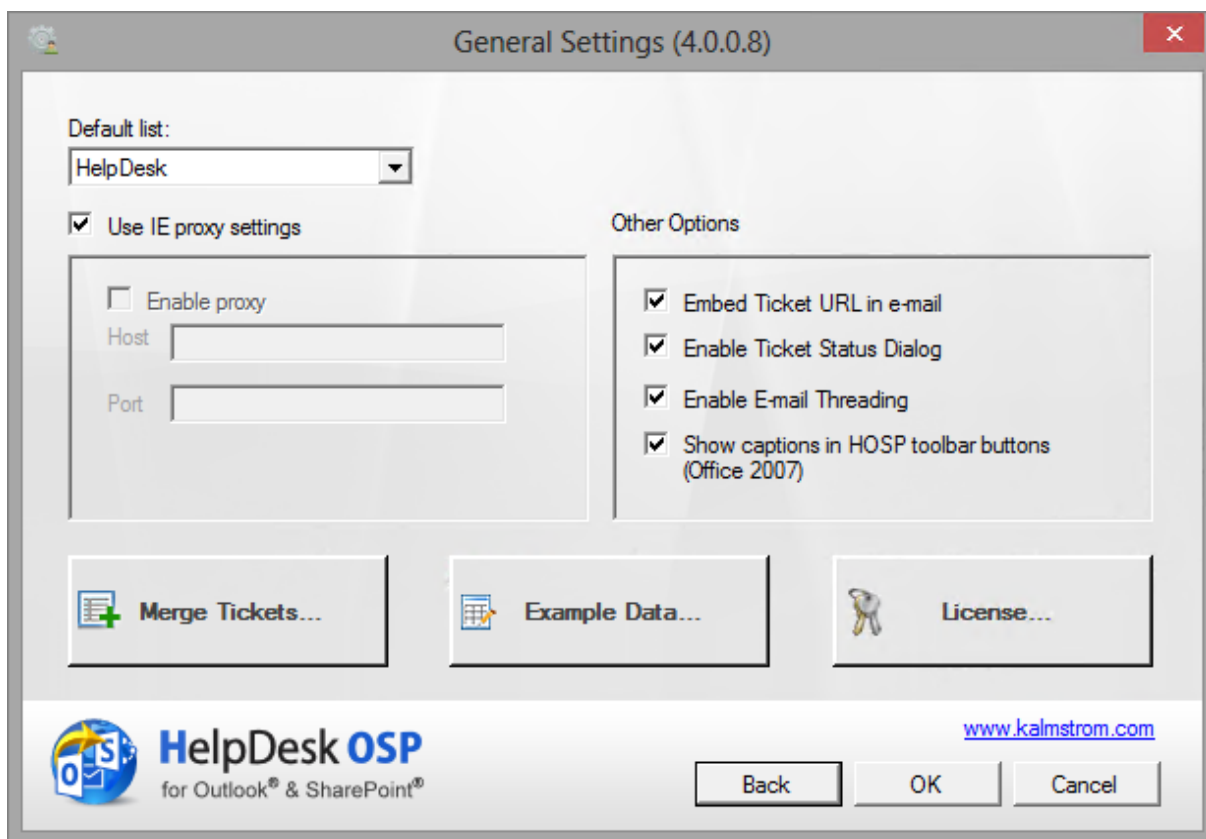 General Settings (4.0.0.8)
Default list:
HelpDesk
Use IE proxy settings
Enable proxy
Host
Port
Other Options
Embed Ticket URL in e-mail
Enable Ticket Status Dialog
Enable E-mail Threading
Show captions in HOSP toolbar buttons
(Office 2007)
Merge Tickets...
Example Data...
License...
HelpDesk OSP
for Outlook® & SharePoint®
www.kalmstrom.com
Back
OK
Cancel